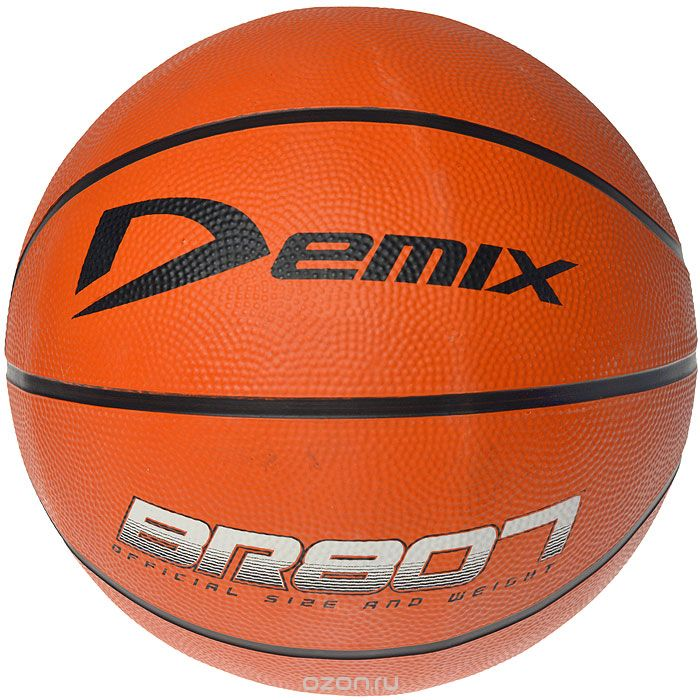 Demix
BR807
OFFICIAL SIZE AND WEIGHT
ozon.ru